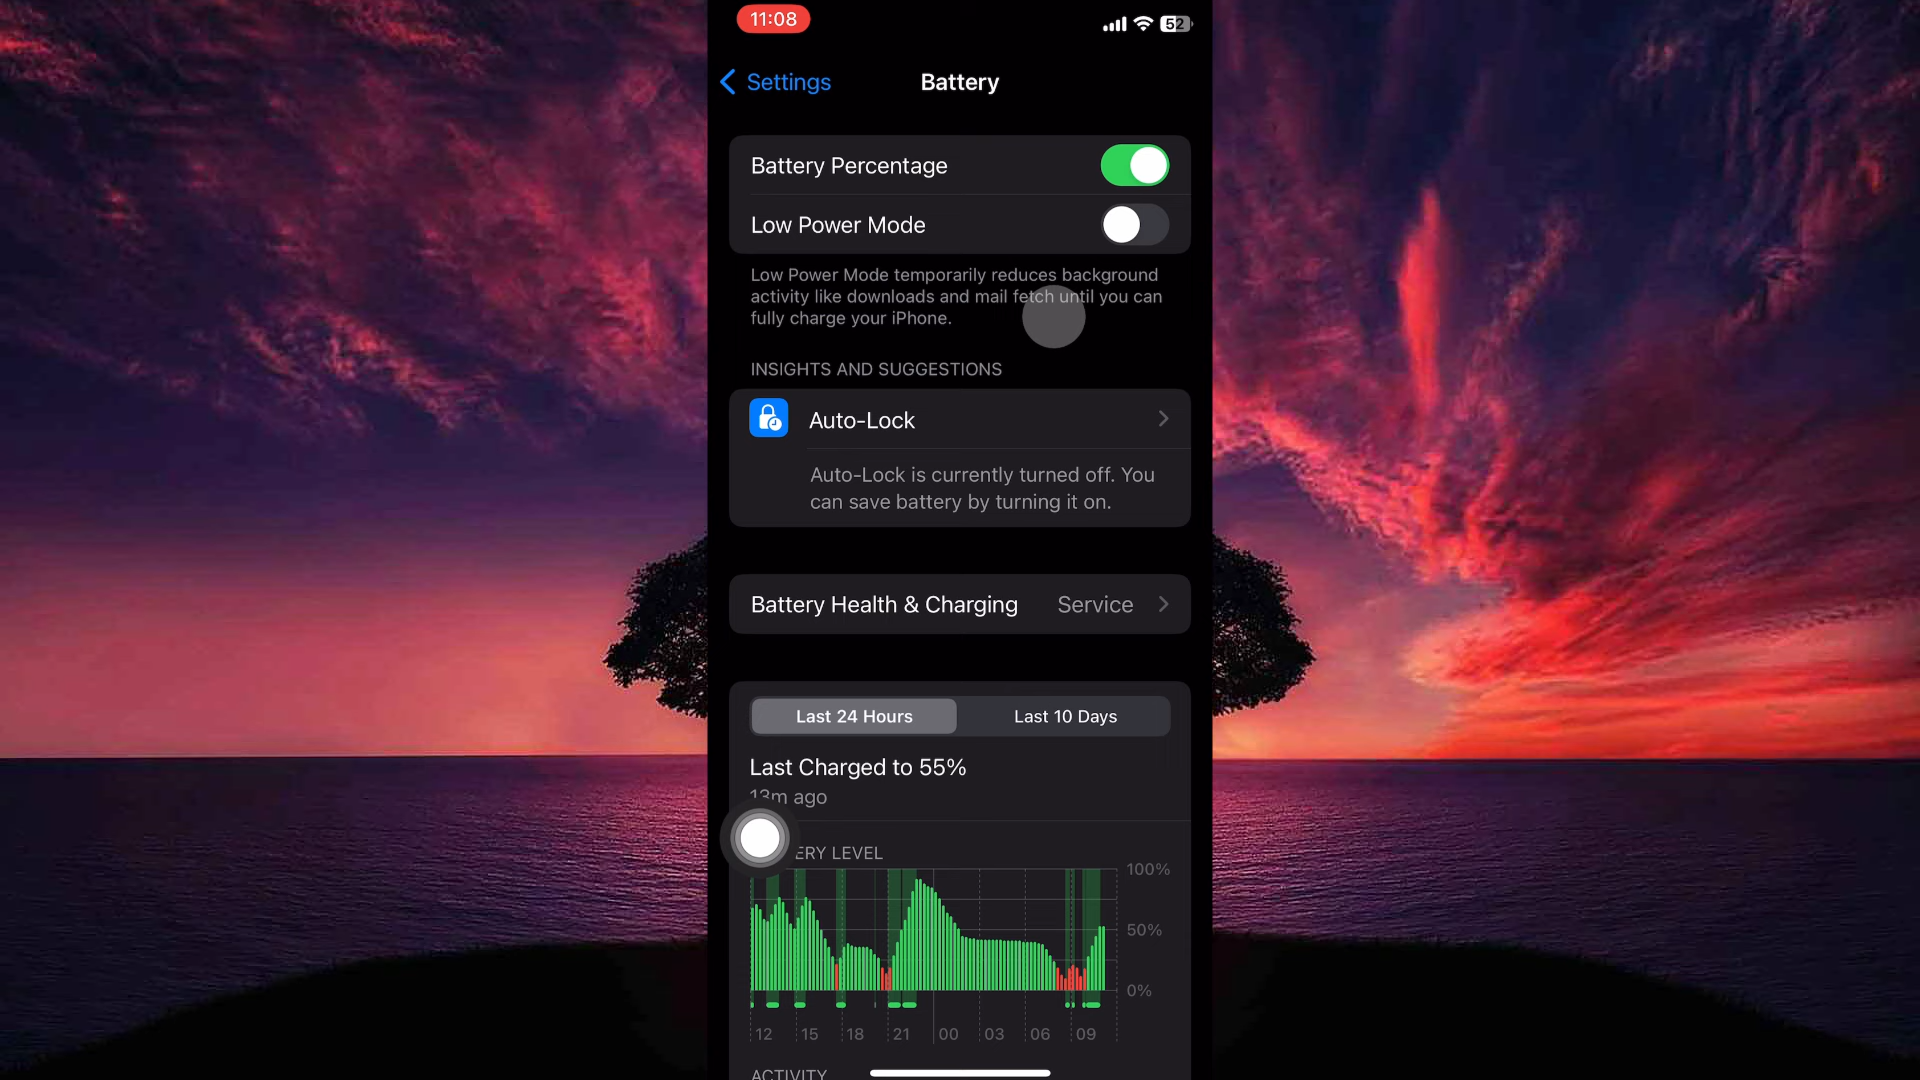 11:08
52
Settings
Battery
Battery Percentage
Low Power Mode
Low Power Mode temporarily reduces background
activity like downloads and mail fetch until you can
fully charge your iPhone.
INSIGHTS AND SUGGESTIONS
Auto-Lock
Auto-Lock is currently turned off. You
can save battery by turning it on.
Battery Health & Charging
Service
Last 24 Hours
Last 10 Days
Last Charged to 55%
13m ago
ERY LEVEL
100%
50%
0%
12 15 18 21 00 03 06 09
ACTIVITY